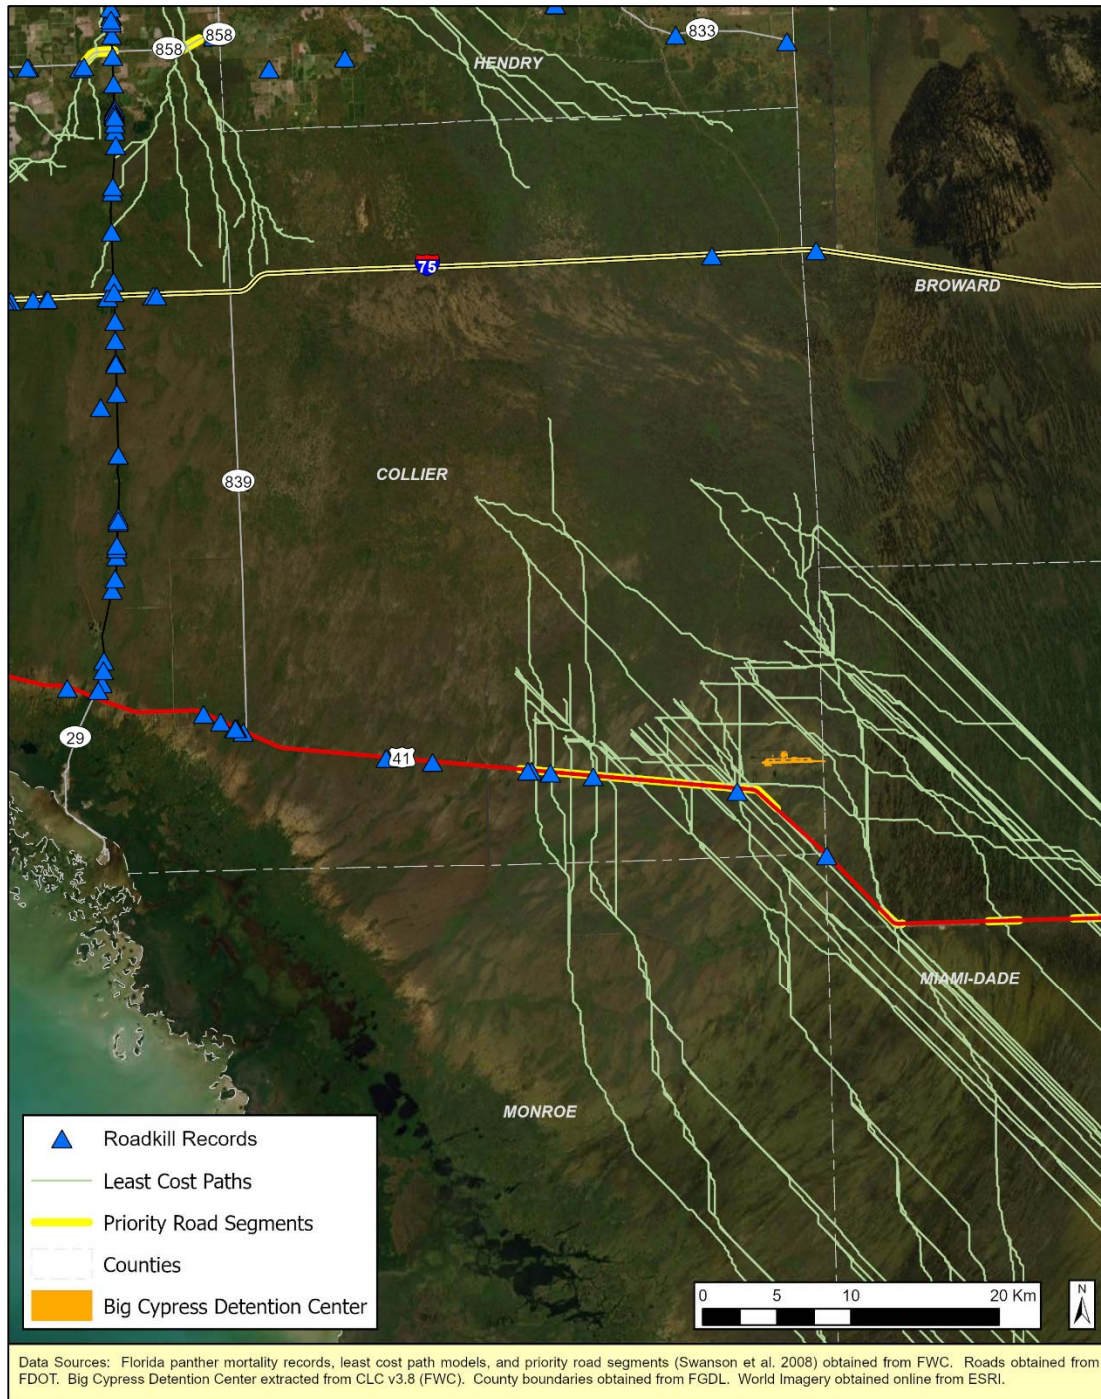 858
858
833
HENDRY
75
BROWARD
COLLIER
839
29
41
MIAMI-DADE
MONROE
Roadkill Records
Least Cost Paths
Priority Road Segments
Counties
Big Cypress Detention Center
0 5 10 20 Km
N
Data Sources: Florida panther mortality records, least cost path models, and priority road segments (Swanson et al. 2008) obtained from FWC. Roads obtained from
FDOT. Big Cypress Detention Center extracted from CLC v3.8 (FWC). County boundaries obtained from FGDL. World Imagery obtained online from ESRI.